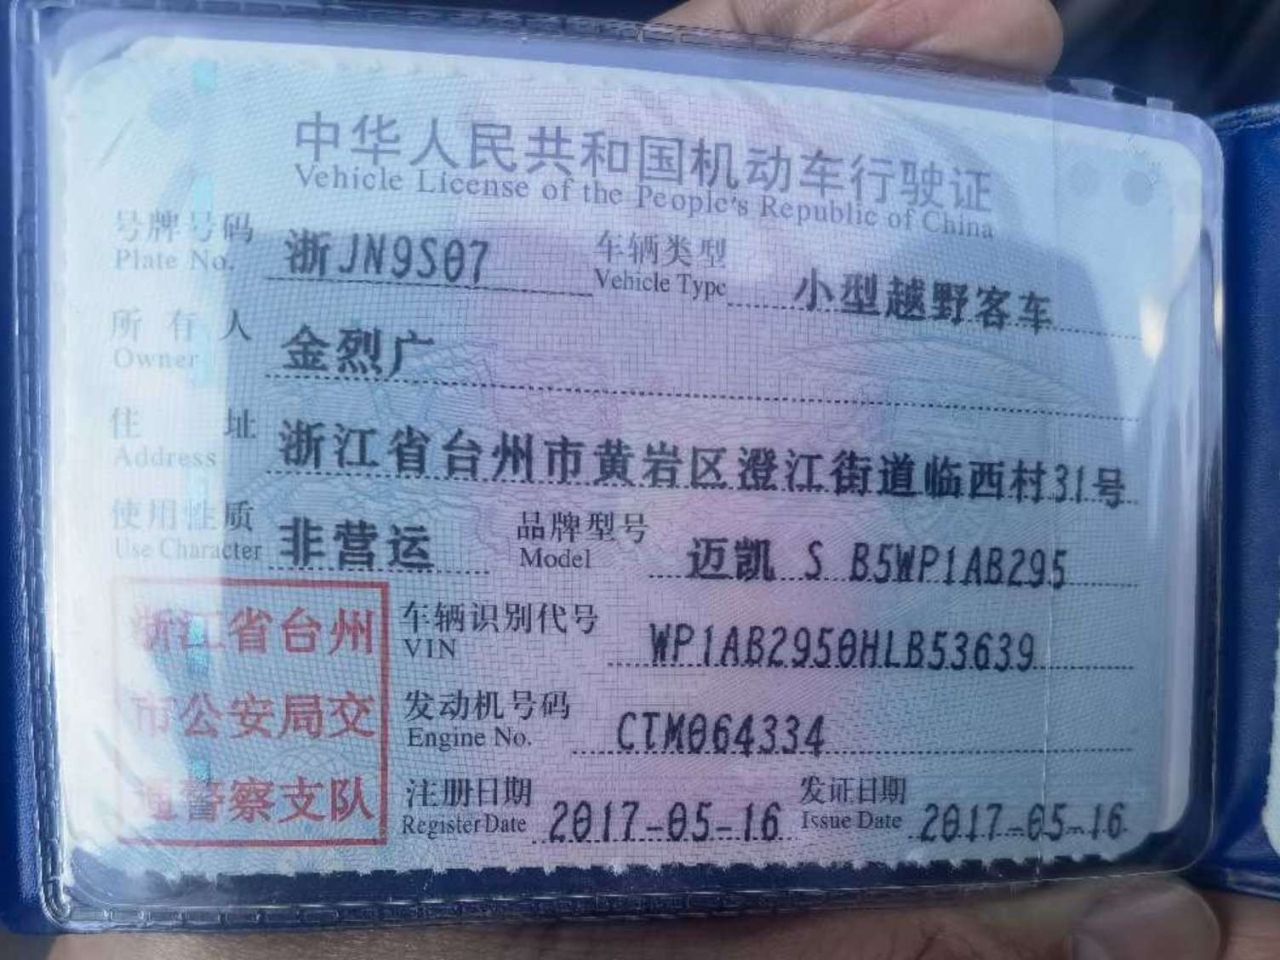 中华人民共和国机动车行驶证
Vehicle License of the People's Republic of China
号牌号码 浙JN9S07 车辆类型 小型越野客车
Plate No. Vehicle Type
所有人 金烈广
Owner
住址 浙江省台州市黄岩区澄江街道临西村31号
Address
使用性质 非营运 品牌型号 迈凯 S B5WP1AB295
Use Character Model
浙江省台州 车辆识别代号 WP1AB2950HLB53639
VIN
市公安局交 发动机号码 CTM064334
Engine No.
通警察支队 注册日期 2017-05-16 发证日期 2017-05-16
Register Date Issue Date